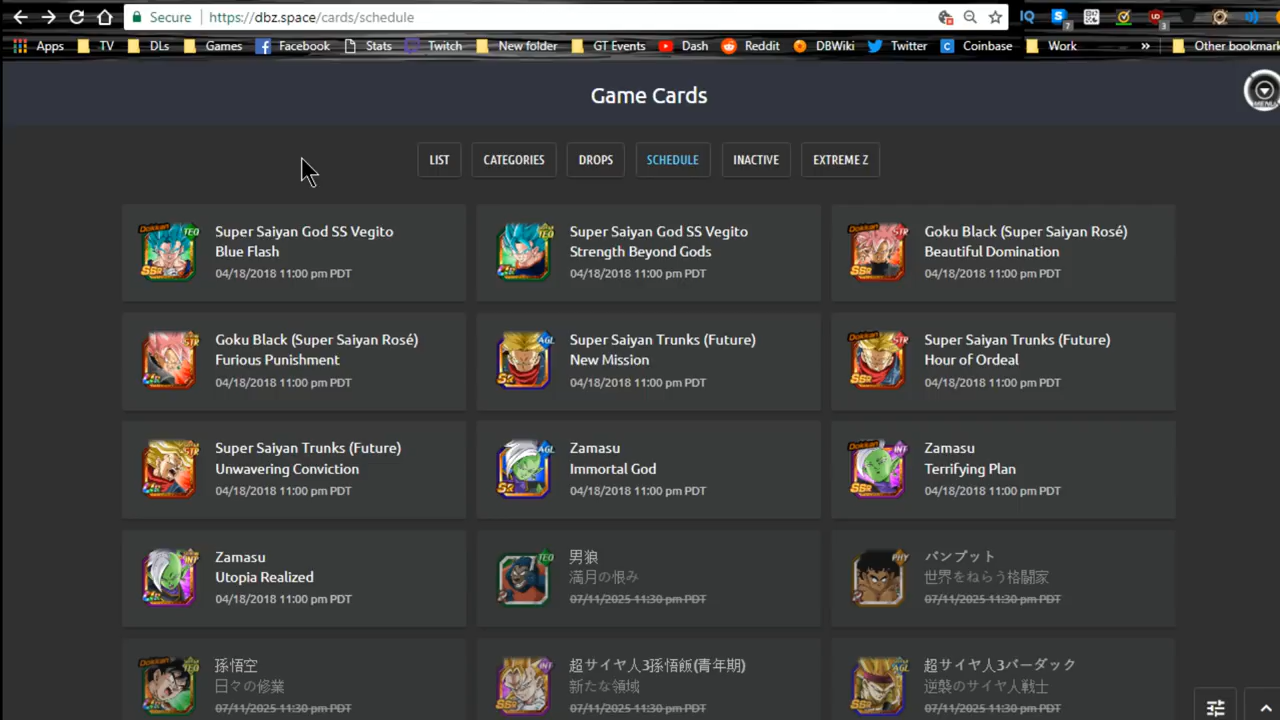 Secure https://dbz.space/cards/schedule
Apps TV DLs Games Facebook Stats Twitch New folder GT Events Dash Reddit DBWiki Twitter Coinbase Work » Other bookmark
Game Cards
MENU
LIST CATEGORIES DROPS SCHEDULE INACTIVE EXTREME Z
Super Saiyan God SS Vegito
Blue Flash
04/18/2018 11:00 pm PDT
Super Saiyan God SS Vegito
Strength Beyond Gods
04/18/2018 11:00 pm PDT
Goku Black (Super Saiyan Rosé)
Beautiful Domination
04/18/2018 11:00 pm PDT
Goku Black (Super Saiyan Rosé)
Furious Punishment
04/18/2018 11:00 pm PDT
Super Saiyan Trunks (Future)
New Mission
04/18/2018 11:00 pm PDT
Super Saiyan Trunks (Future)
Hour of Ordeal
04/18/2018 11:00 pm PDT
Super Saiyan Trunks (Future)
Unwavering Conviction
04/18/2018 11:00 pm PDT
Zamasu
Immortal God
04/18/2018 11:00 pm PDT
Zamasu
Terrifying Plan
04/18/2018 11:00 pm PDT
Zamasu
Utopia Realized
04/18/2018 11:00 pm PDT
男狼
満月の恨み
07/11/2025 11:30 pm PDT
パンプット
世界をねらう格闘家
07/11/2025 11:30 pm PDT
孫悟空
日々の修業
07/11/2025 11:30 pm PDT
超サイヤ人3孫悟飯(青年期)
新たな領域
07/11/2025 11:30 pm PDT
超サイヤ人3バーダック
逆襲のサイヤ人戦士
07/11/2025 11:30 pm PDT